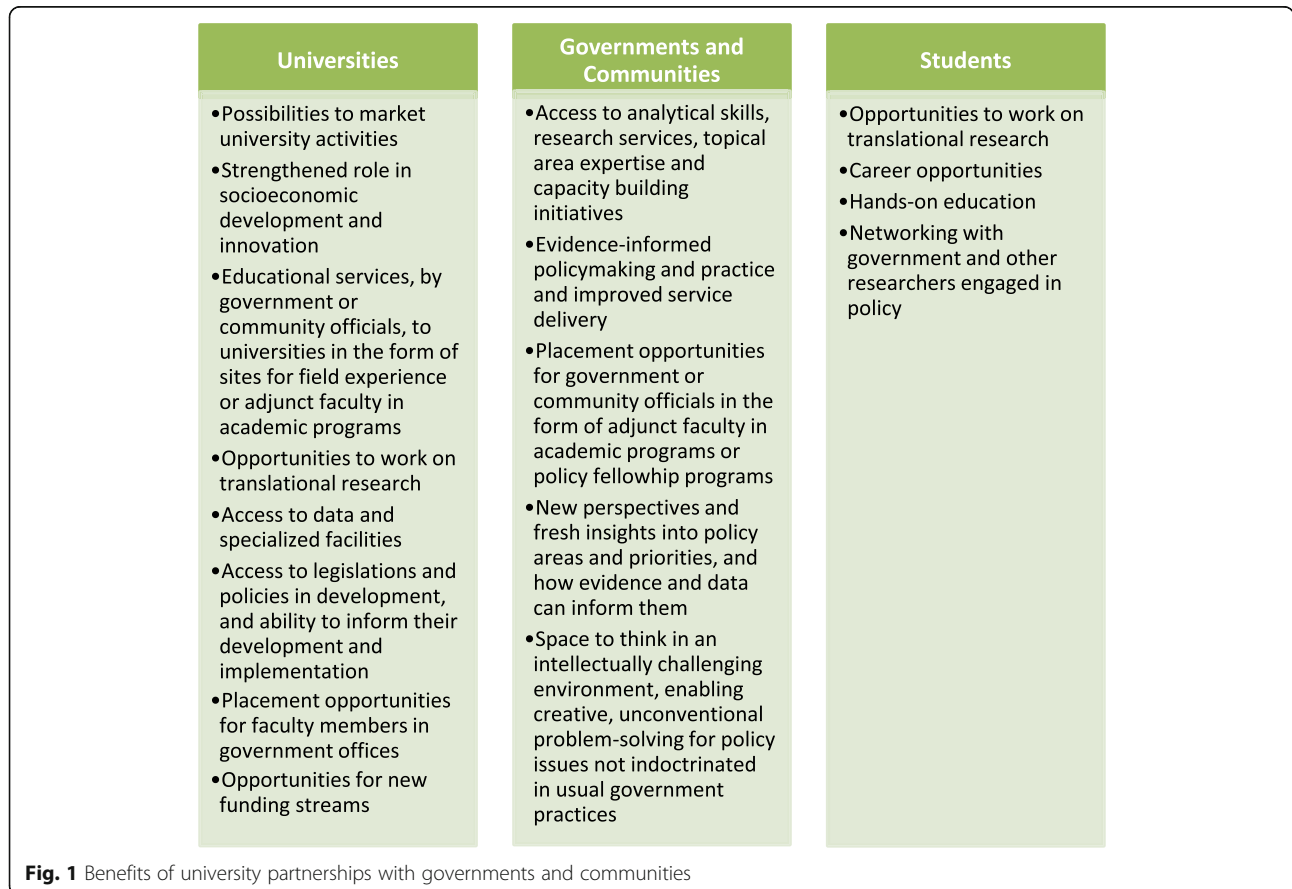 Universities
•Possibilities to market
university activities
•Strengthened role in
socioeconomic
development and
innovation
•Educational services, by
government or
community officials, to
universities in the form of
sites for field experience
or adjunct faculty in
academic programs
•Opportunities to work on
translational research
•Access to data and
specialized facilities
•Access to legislations and
policies in development,
and ability to inform their
development and
implementation
•Placement opportunities
for faculty members in
government offices
•Opportunities for new
funding streams
Governments and
Communities
•Access to analytical skills,
research services, topical
area expertise and
capacity building
initiatives
•Evidence-informed
policymaking and practice
and improved service
delivery
•Placement opportunities
for government or
community officials in the
form of adjunct faculty in
academic programs or
policy fellowhip programs
•New perspectives and
fresh insights into policy
areas and priorities, and
how evidence and data
can inform them
•Space to think in an
intellectually challenging
environment, enabling
creative, unconventional
problem-solving for policy
issues not indoctrinated
in usual government
practices
Students
•Opportunities to work on
translational research
•Career opportunities
•Hands-on education
•Networking with
government and other
researchers engaged in
policy
Fig. 1 Benefits of university partnerships with governments and communities